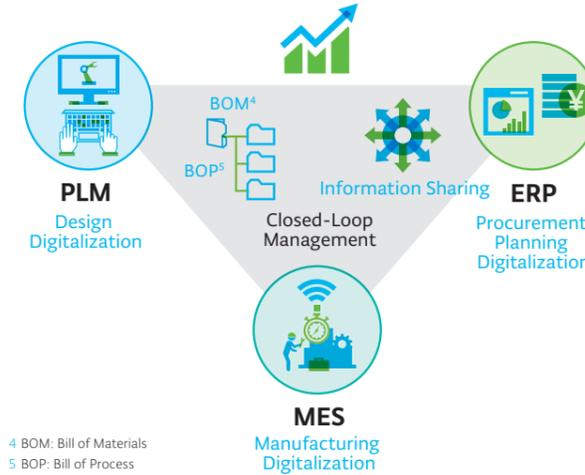 BOM⁴
BOP⁵
Information Sharing
Closed-Loop
Management
PLM
Design
Digitalization
ERP
Procurement
Planning
Digitalization
¥
MES
Manufacturing
Digitalization
4 BOM: Bill of Materials
5 BOP: Bill of Process